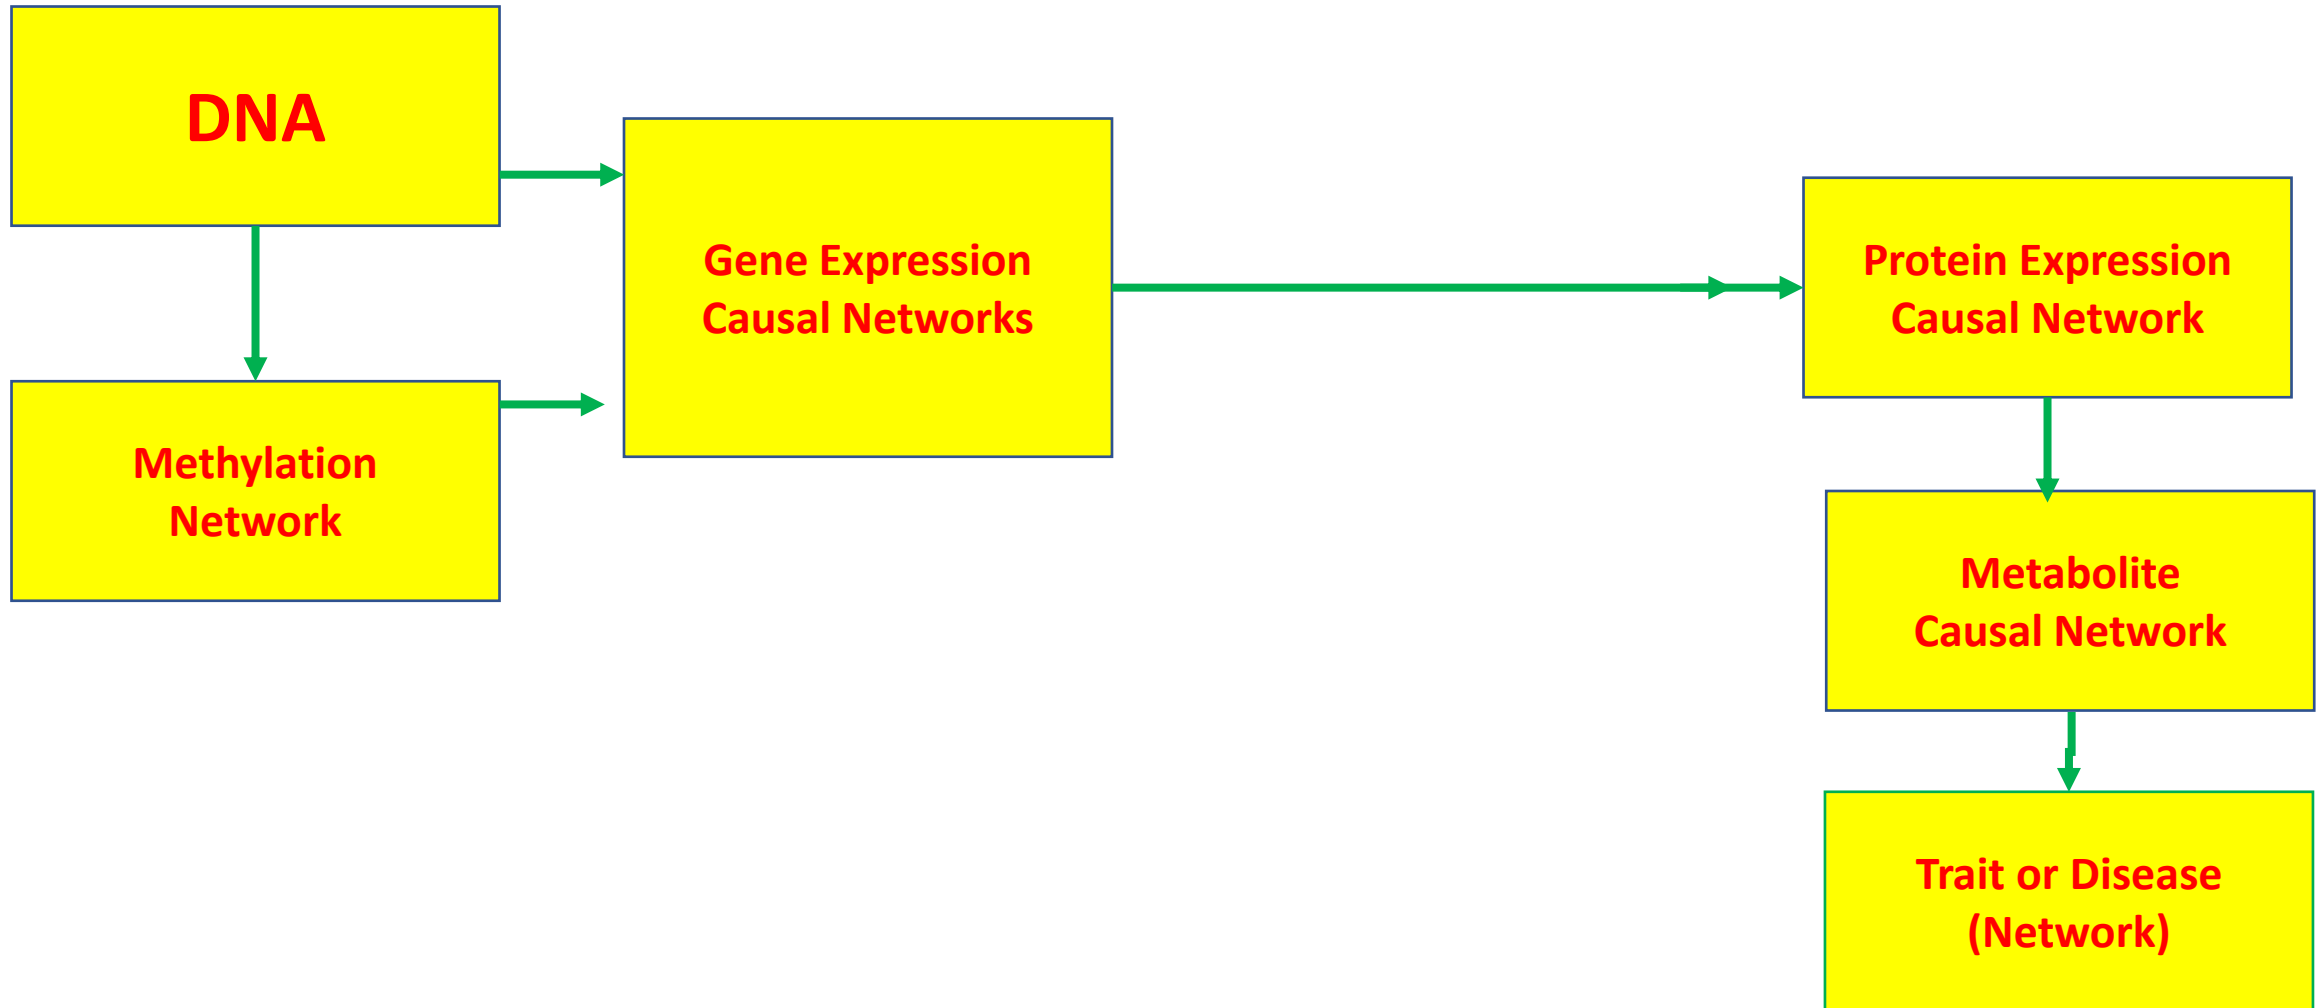 DNA
Gene Expression
Causal Networks
Protein Expression
Causal Network
Methylation
Network
Metabolite
Causal Network
Trait or Disease
(Network)